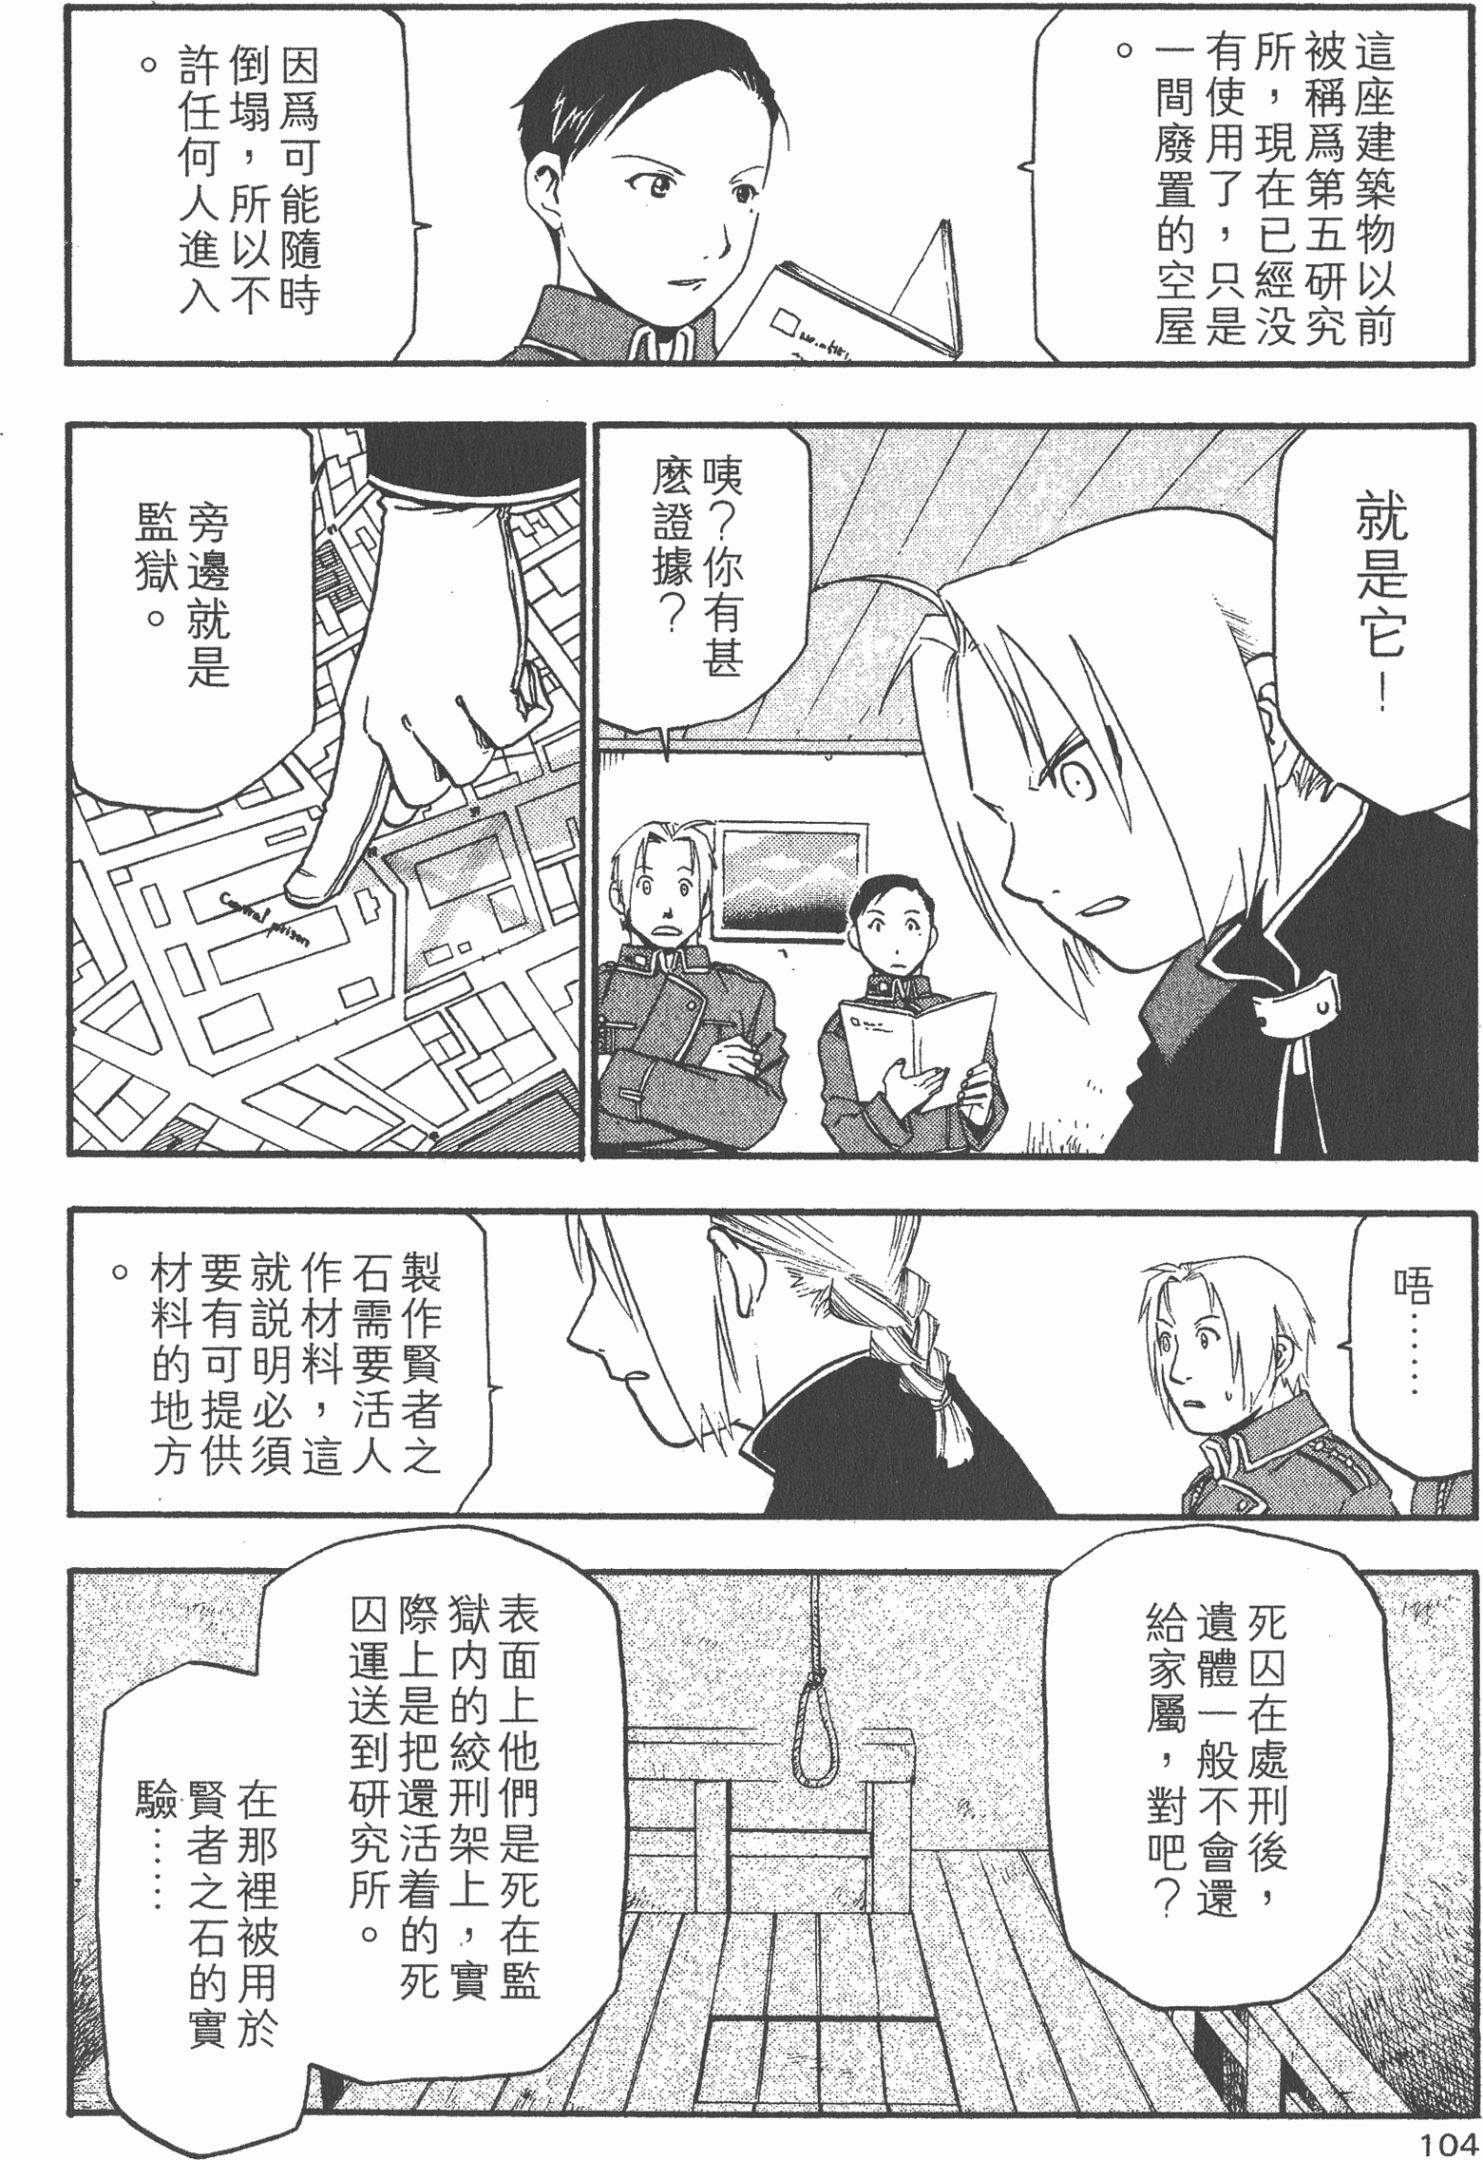 這座建築物以前
被稱爲第五研究
所，現在已經没
有使用了，只是
一間廢置的空屋
。
因爲可能隨時
倒塌，所以不
許任何人進入
。
就是它！
咦？你有甚
麽證據？
旁邊就是
監獄。
Central prison
唔……
製作賢者之
石需要活人
作材料，這
就説明必須
要有可提供
材料的地方
。
死囚在處刑後，
遺體一般不會還
給家屬，對吧？
表面上他們是死在監
獄内的絞刑架上，實
際上是把還活着的死
囚運送到研究所。
在那裡被用於
賢者之石的實
驗……
104